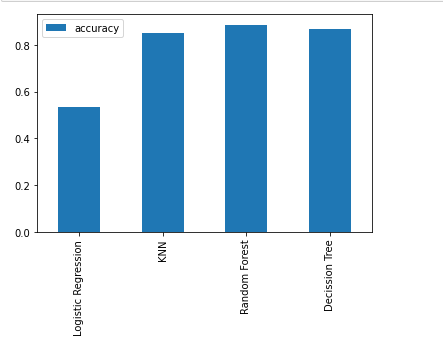 accuracy
0.8
0.6
0.4
0.2
0.0
Logistic Regression
KNN
Random Forest
Decission Tree